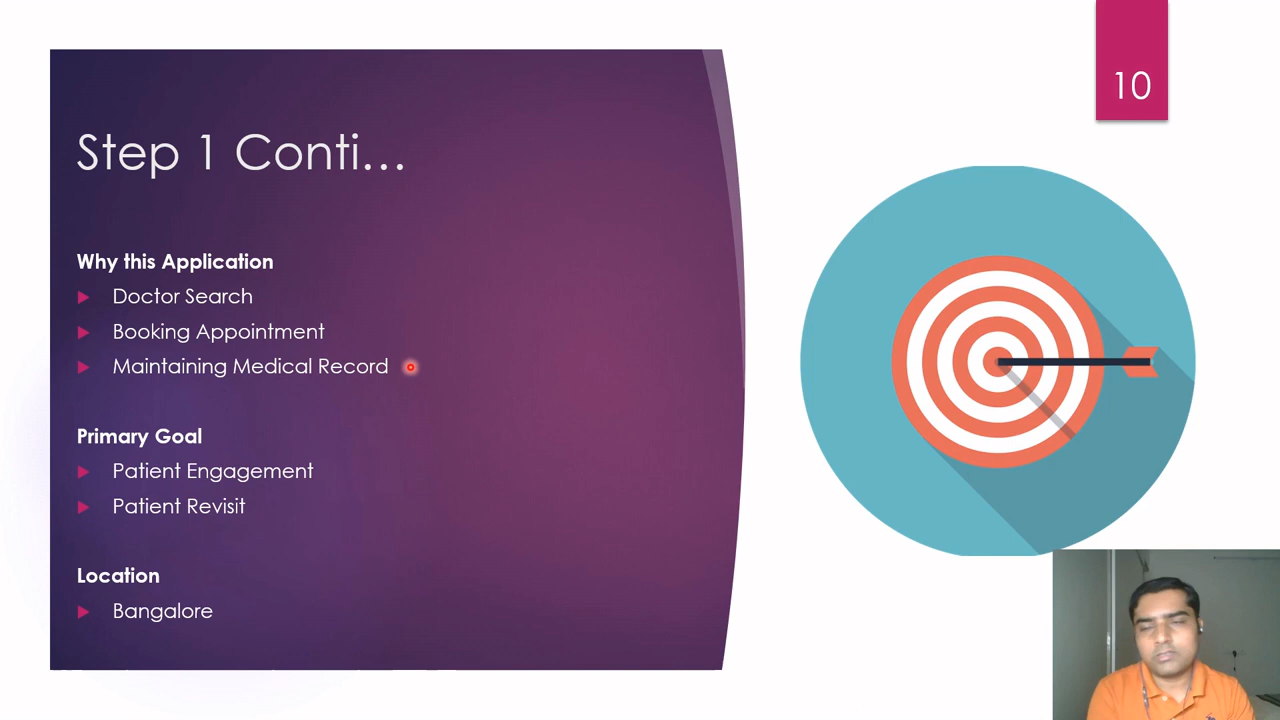 10
Step 1 Conti...
Why this Application
Doctor Search
Booking Appointment
Maintaining Medical Record
Primary Goal
Patient Engagement
Patient Revisit
Location
Bangalore